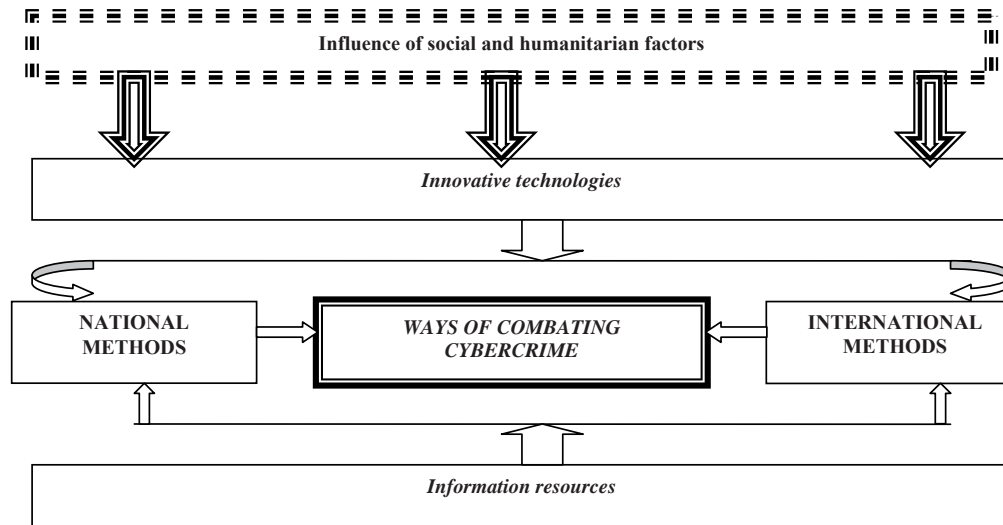 Influence of social and humanitarian factors
Innovative technologies
NATIONAL
METHODS
WAYS OF COMBATING
CYBERCRIME
INTERNATIONAL
METHODS
Information resources